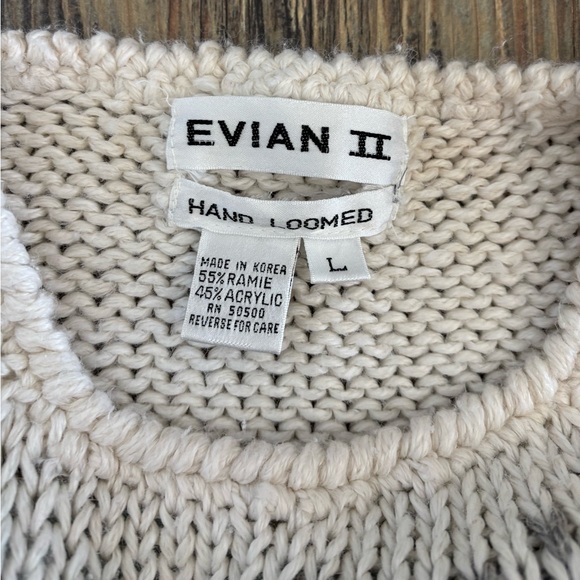 EVIAN II
HAND LOOMED
L
MADE IN KOREA
55% RAMIE
45% ACRYLIC
RN 50500
REVERSE FOR CARE